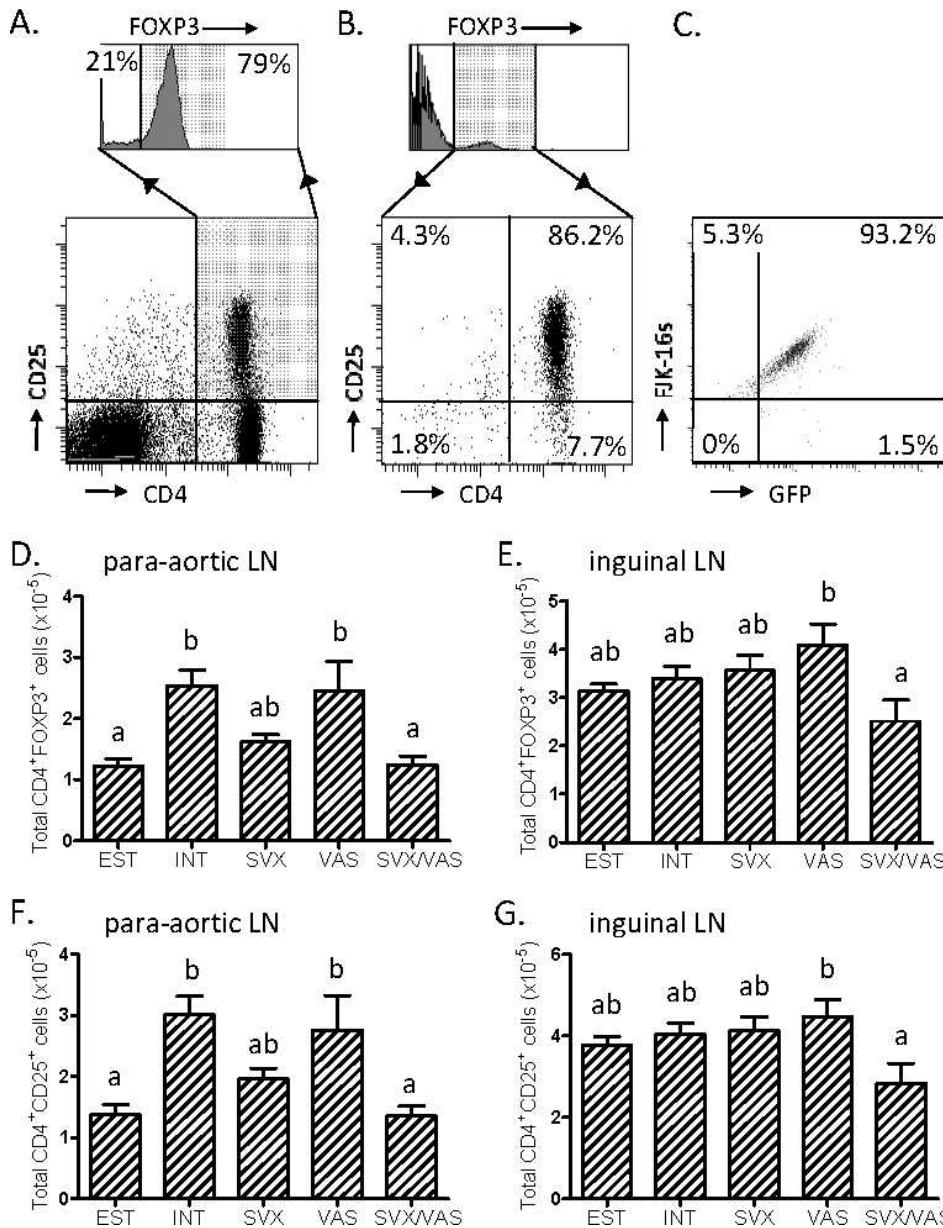 A.
FOXP3
21%
79%
CD25
CD4
B.
FOXP3
4.3%
86.2%
1.8%
7.7%
CD25
CD4
C.
5.3%
93.2%
0%
1.5%
FJK-16s
GFP
D.
para-aortic LN
Total CD4+FOXP3+ cells (x10-5)
4
3
2
1
0
a
b
ab
b
a
EST INT SVX VAS SVX/VAS
E.
inguinal LN
Total CD4+FOXP3+ cells (x10-5)
5
4
3
2
1
0
ab
ab
ab
b
a
EST INT SVX VAS SVX/VAS
F.
para-aortic LN
Total CD4+CD25+ cells (x10-5)
4
3
2
1
0
a
b
ab
b
a
EST INT SVX VAS SVX/VAS
G.
inguinal LN
Total CD4+CD25+ cells (x10-5)
6
4
2
0
ab
ab
ab
b
a
EST INT SVX VAS SVX/VAS